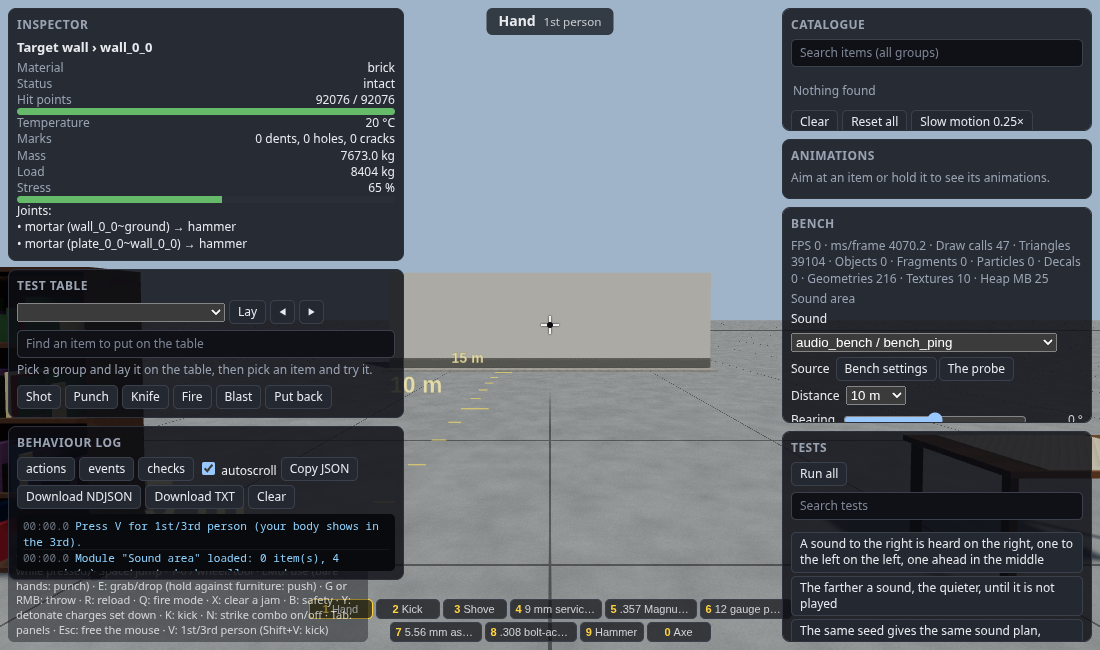 INSPECTOR
Target wall › wall_0_0
Material brick
Status intact
Hit points 92076 / 92076
Temperature 20 °C
Marks 0 dents, 0 holes, 0 cracks
Mass 7673.0 kg
Load 8404 kg
Stress 65 %
Joints:
• mortar (wall_0_0~ground) → hammer
• mortar (plate_0_0~wall_0_0) → hammer
TEST TABLE
Lay ◄ ►
Find an item to put on the table
Pick a group and lay it on the table, then pick an item and try it.
Shot Punch Knife Fire Blast Put back
BEHAVIOUR LOG
actions events checks autoscroll Copy JSON
Download NDJSON Download TXT Clear
00:00.0 Press V for 1st/3rd person (your body shows in
the 3rd).
00:00.0 Module "Sound area" loaded: 0 item(s), 4
hands: punch) · E: grab/drop (hold against furniture: push) · G or
RMB: throw · R: reload · Q: fire mode · X: clear a jam · B: safety · Y:
detonate charges set down · K: kick · N: strike combo on/off · Tab:
panels · Esc: free the mouse · V: 1st/3rd person (Shift+V: kick)
Hand 1st person
15 m
10 m
1 Hand 2 Kick 3 Shove 4 9 mm servic… 5 .357 Magnu… 6 12 gauge p…
7 5.56 mm as… 8 .308 bolt-ac… 9 Hammer 0 Axe
CATALOGUE
Search items (all groups)
Nothing found
Clear Reset all Slow motion 0.25×
ANIMATIONS
Aim at an item or hold it to see its animations.
BENCH
FPS 0 · ms/frame 4070.2 · Draw calls 47 · Triangles
39104 · Objects 0 · Fragments 0 · Particles 0 · Decals
0 · Geometries 216 · Textures 10 · Heap MB 25
Sound area
Sound
audio_bench / bench_ping
Source Bench settings The probe
Distance 10 m
Bearing 0 °
TESTS
Run all
Search tests
A sound to the right is heard on the right, one to
the left on the left, one ahead in the middle
The farther a sound, the quieter, until it is not
played
The same seed gives the same sound plan,